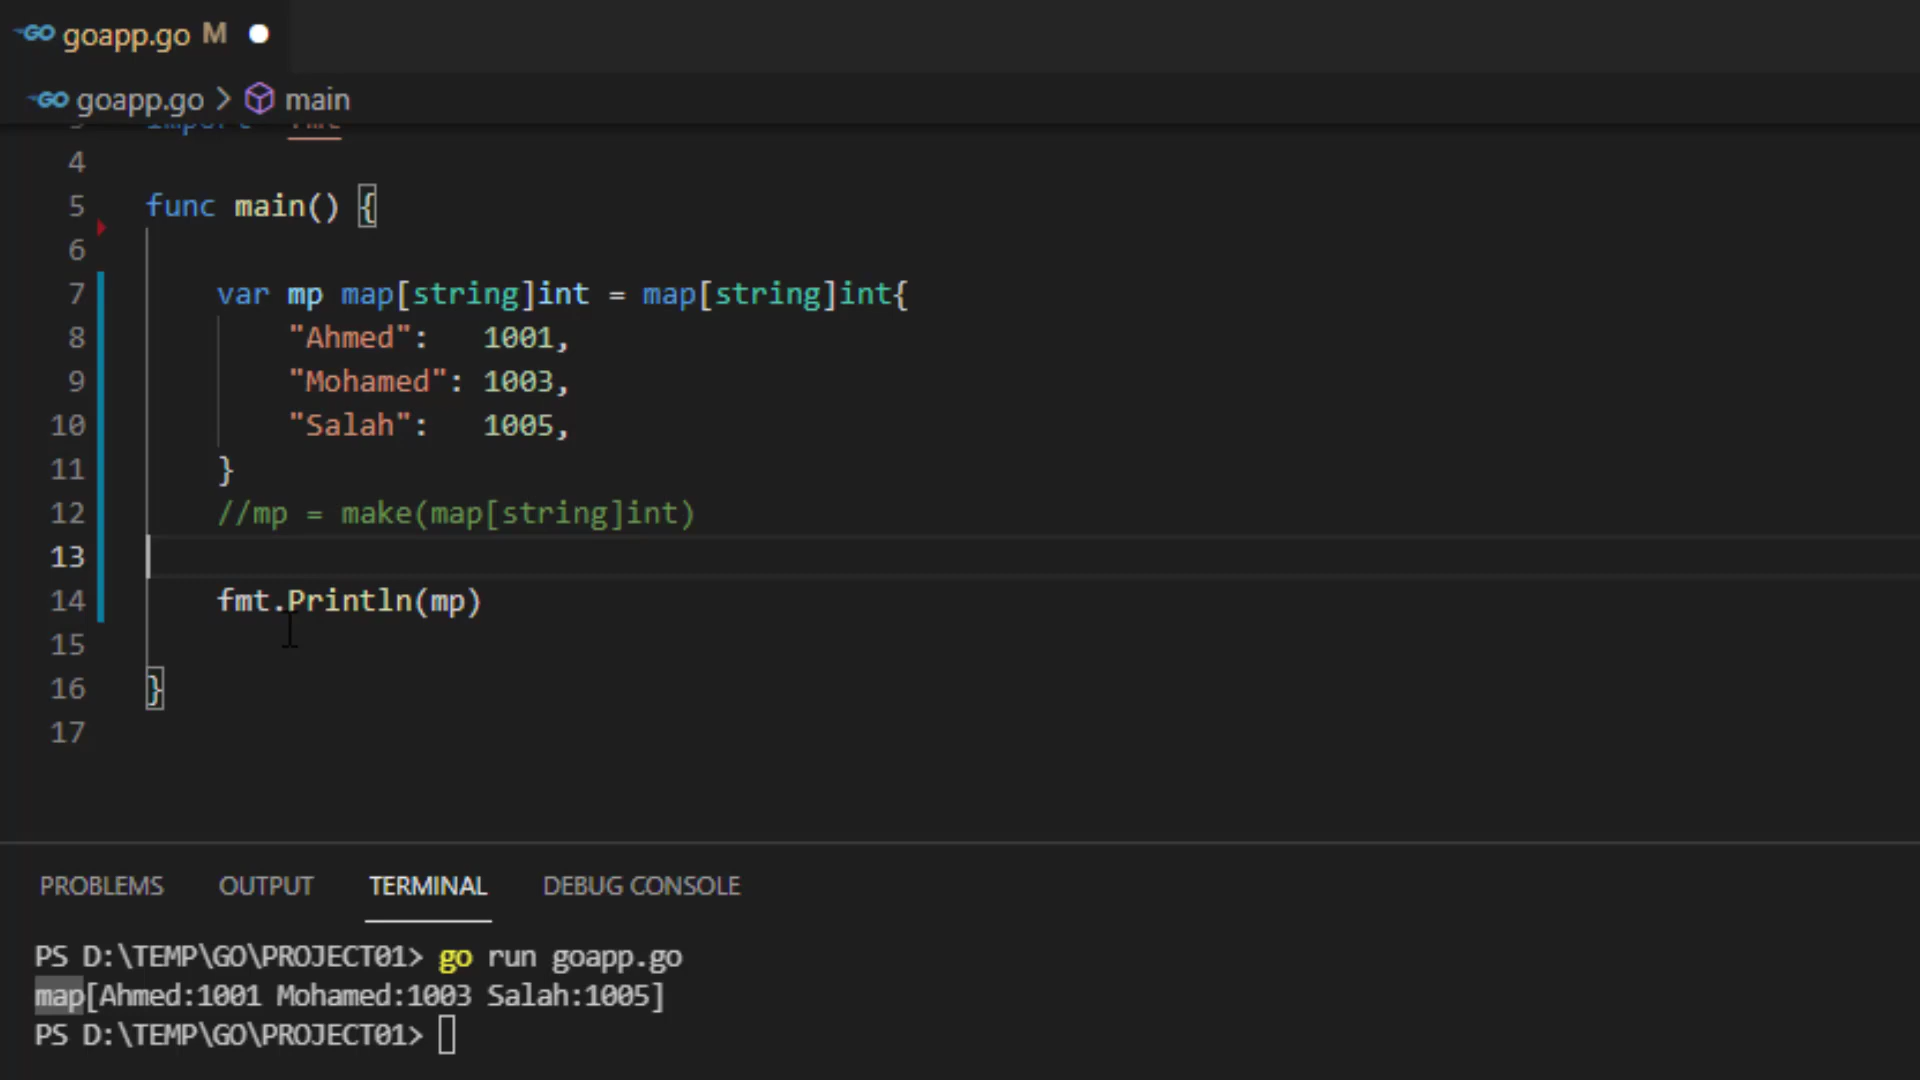 GO goapp.go M
GO goapp.go > main
4
5 func main() {
6
7 var mp map[string]int = map[string]int{
8 "Ahmed": 1001,
9 "Mohamed": 1003,
10 "Salah": 1005,
11 }
12 //mp = make(map[string]int)
13
14 fmt.Println(mp)
15
16 }
17
PROBLEMS OUTPUT TERMINAL DEBUG CONSOLE
PS D:\TEMP\GO\PROJECT01> go run goapp.go
map[Ahmed:1001 Mohamed:1003 Salah:1005]
PS D:\TEMP\GO\PROJECT01>